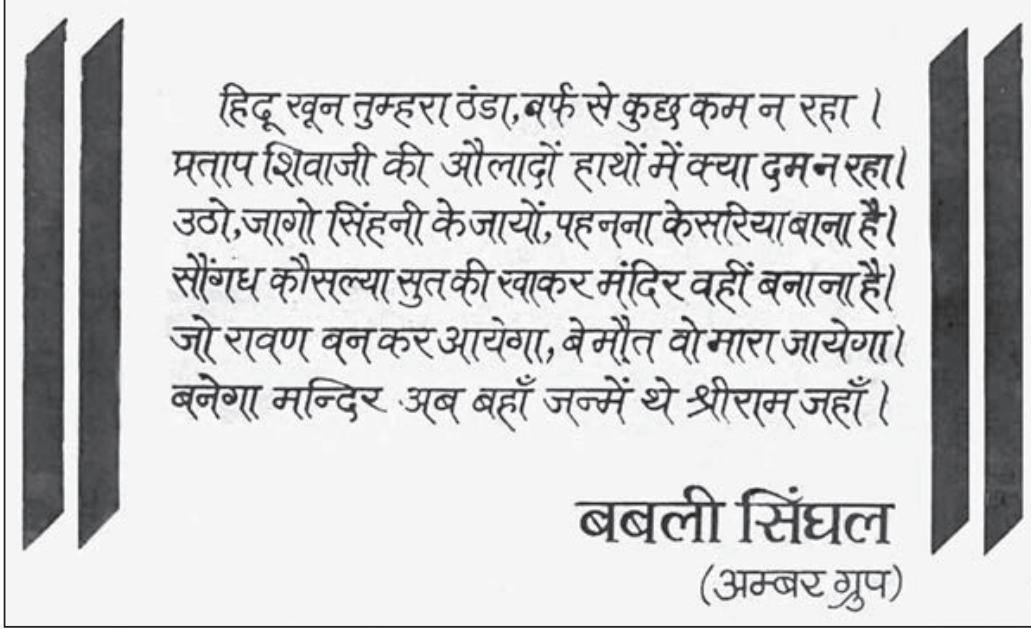 हिदू खून तुम्हरा ठंडा,बर्फ से कुछ कम न रहा ।
प्रताप शिवाजी की औलादों हाथों में क्या दम न रहा।
उठो,जागो सिंहनी के जायों,पहनना केसरिया बाना है।
सौंगध कौसल्या सुत की खाकर मंदिर वहीं बनाना है।
जो रावण बन कर आयेगा, बेमौत वो मारा जायेगा।
बनेगा मन्दिर अब बहाँ जन्में थे श्रीराम जहाँ ।
बबली सिंघल
(अम्बर ग्रुप)